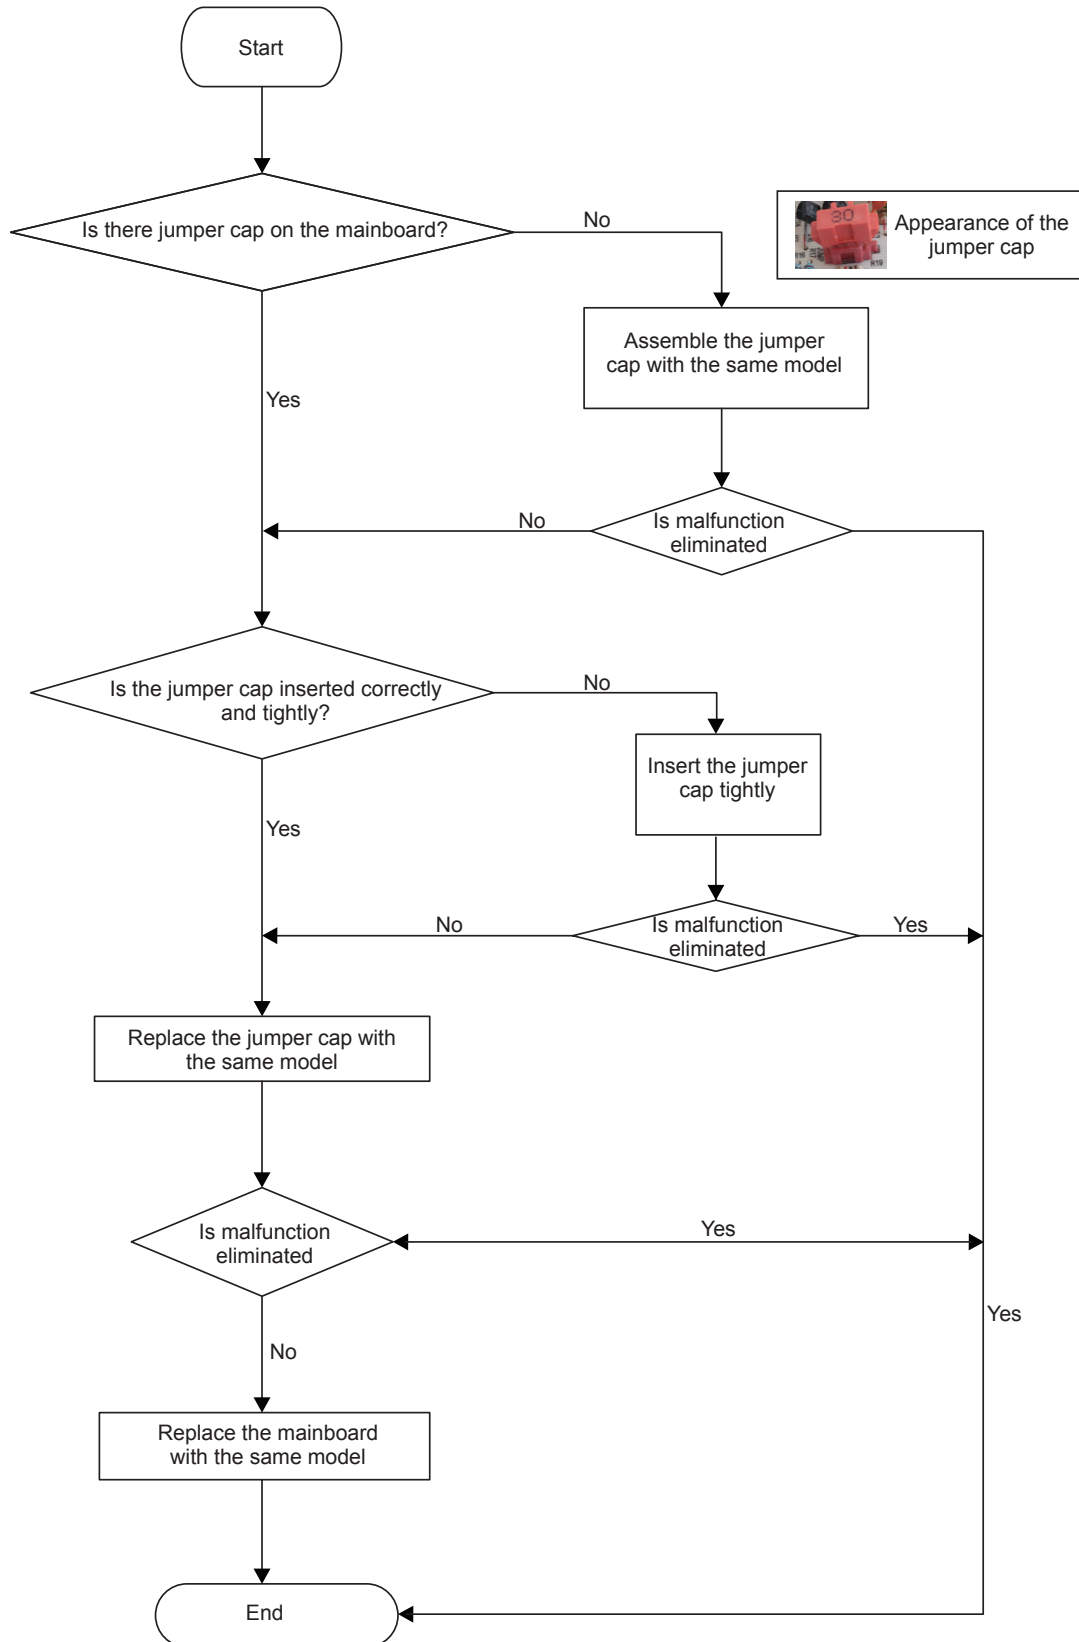 Start
Is there jumper cap on the mainboard?
No
30
R16
R19
Appearance of the
jumper cap
Assemble the jumper
cap with the same model
Yes
No
Is malfunction
eliminated
Is the jumper cap inserted correctly
and tightly?
No
Insert the jumper
cap tightly
Yes
No
Is malfunction
eliminated
Yes
Replace the jumper cap with
the same model
Is malfunction
eliminated
Yes
Yes
No
Replace the mainboard
with the same model
End